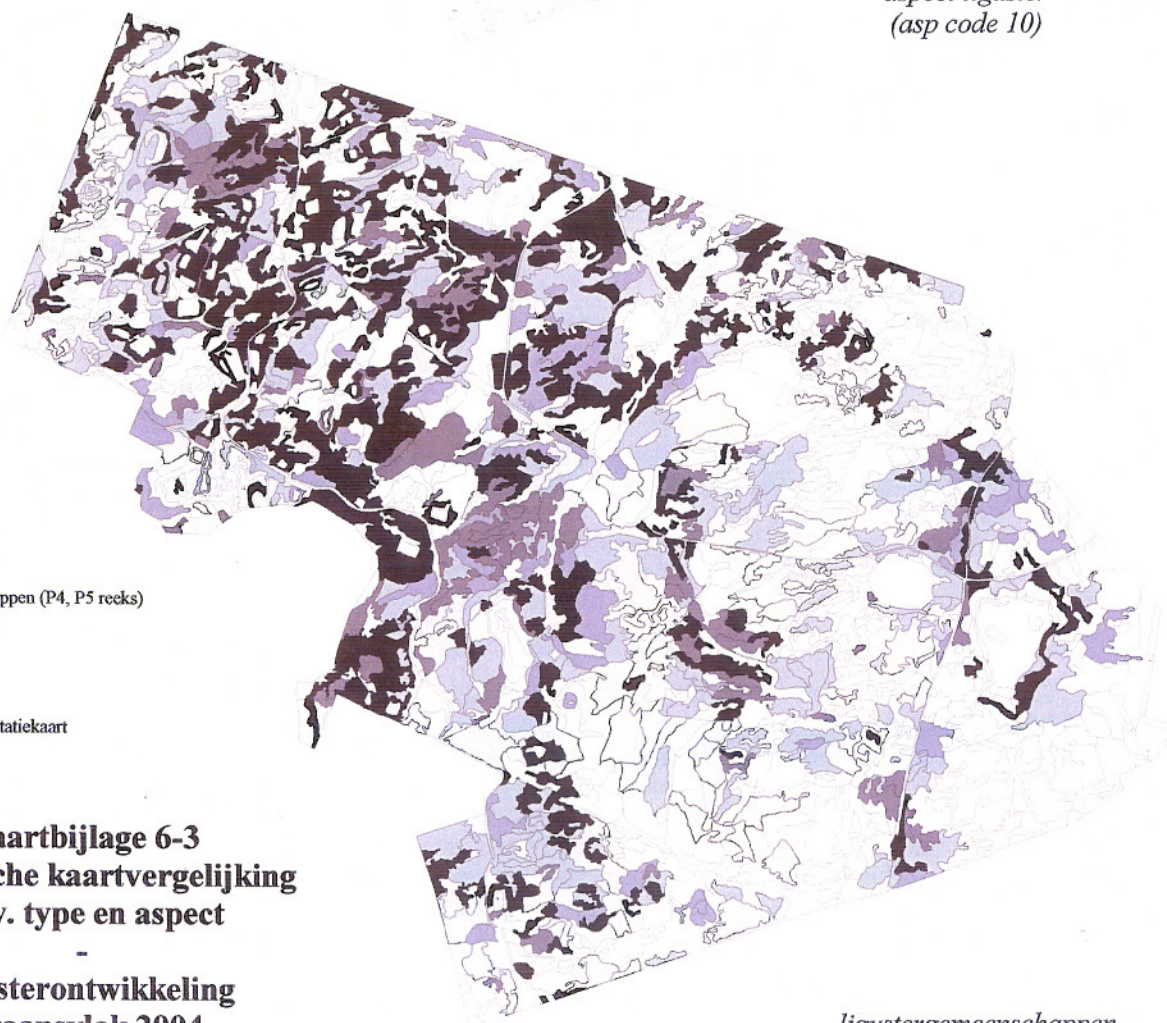 (asp code 10)
ppen (P4, P5 reeks)
tatiekaart
aartbijlage 6-3
che kaartvergelijking
v. type en aspect
-
sterontwikkeling